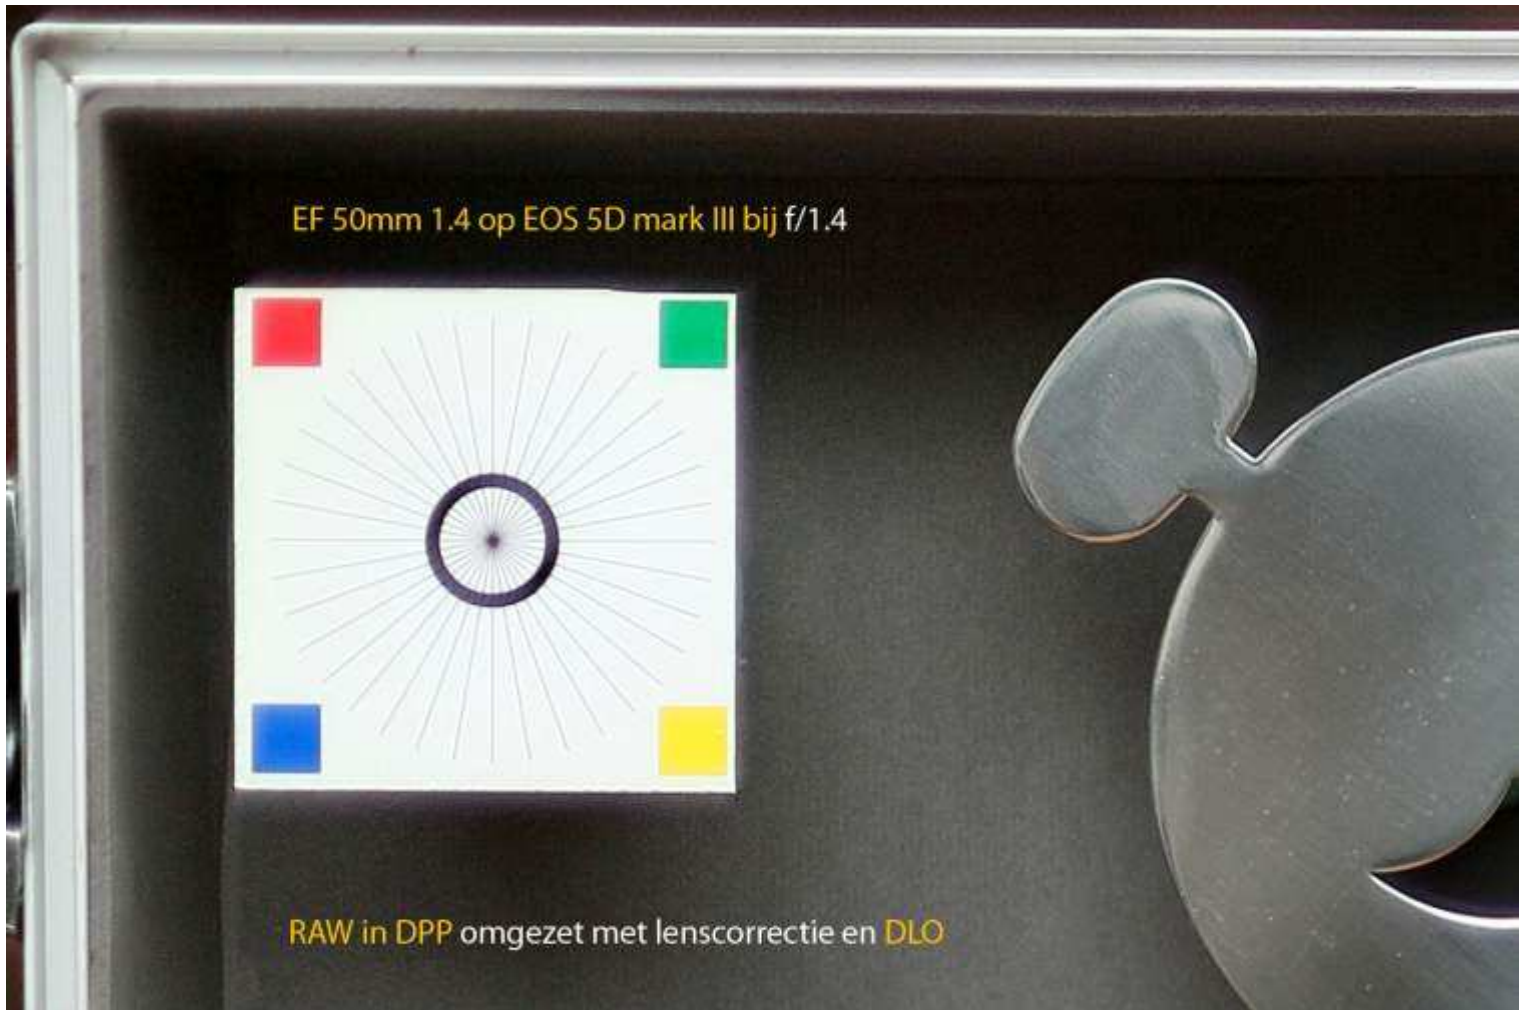 EF 50mm 1.4 op EOS 5D mark III bij f/1.4
RAW in DPP omgezet met lenscorrectie en DLO